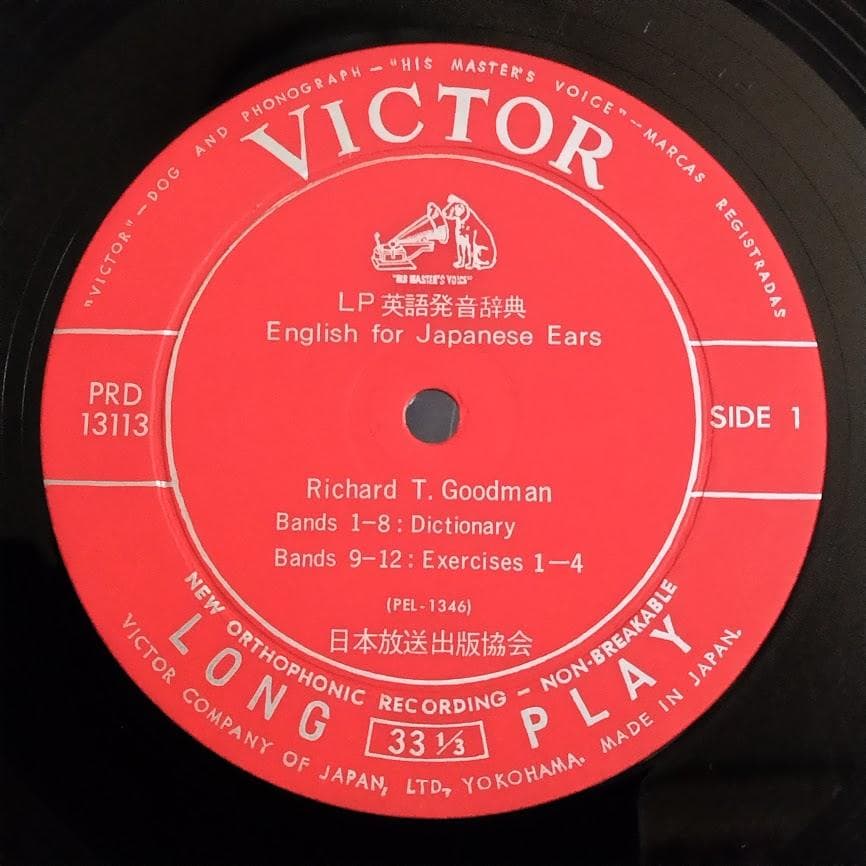 "VICTOR" – DOG AND PHONOGRAPH – "HIS MASTER'S VOICE" – MARCAS REGISTRADAS
VICTOR
"HIS MASTER'S VOICE"
LP 英語発音辞典
English for Japanese Ears
PRD
13113
SIDE 1
Richard T. Goodman
Bands 1-8 : Dictionary
Bands 9-12 : Exercises 1-4
(PEL-1346)
日本放送出版協会
NEW ORTHOPHONIC RECORDING – NON-BREAKABLE
LONG PLAY
33 1/3
VICTOR COMPANY OF JAPAN, LTD., YOKOHAMA. MADE IN JAPAN.